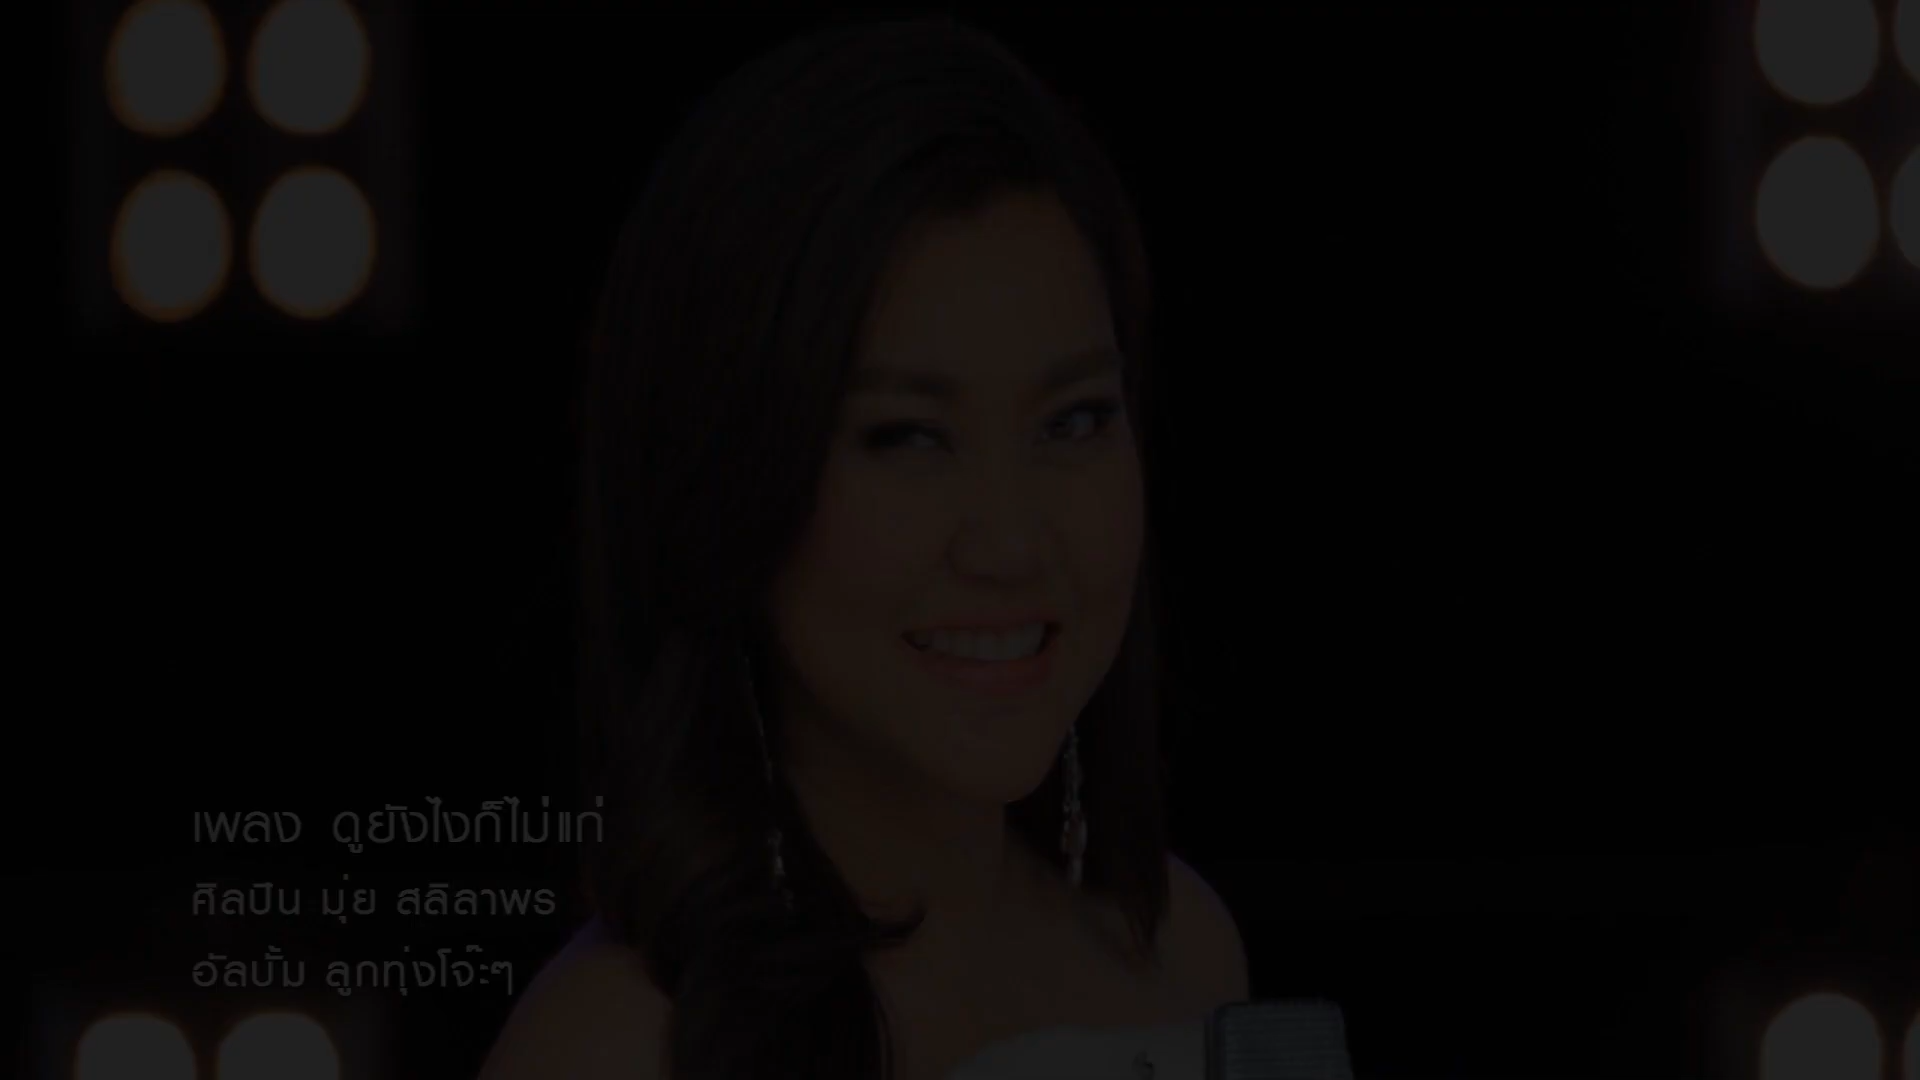 เพลง ดูยังไงก็ไม่แก่
ศิลปิน มุ่ย สลิลาพร
อัลบั้ม ลูกทุ่งโจ๊ะๆ